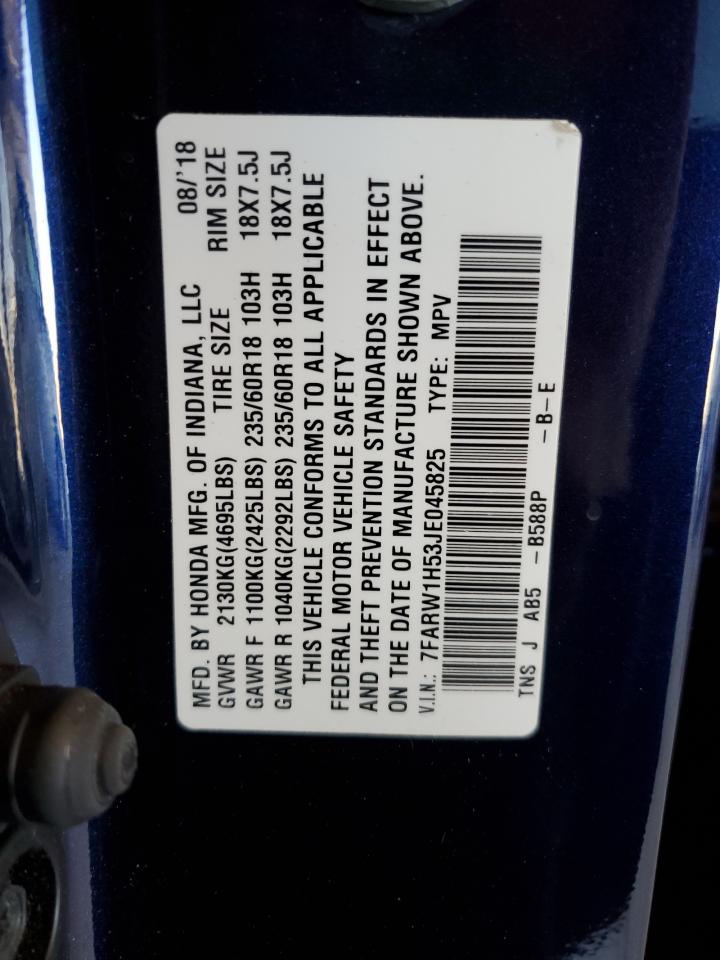 MFD. BY HONDA MFG. OF INDIANA, LLC 08/'18
GVWR 2130KG(4695LBS) TIRE SIZE RIM SIZE
GAWR F 1100KG(2425LBS) 235/60R18 103H 18X7.5J
GAWR R 1040KG(2292LBS) 235/60R18 103H 18X7.5J
THIS VEHICLE CONFORMS TO ALL APPLICABLE
FEDERAL MOTOR VEHICLE SAFETY
AND THEFT PREVENTION STANDARDS IN EFFECT
ON THE DATE OF MANUFACTURE SHOWN ABOVE.
V.I.N.: 7FARW1H53JE045825 TYPE: MPV
TNS J AB5 -B588P -B-E